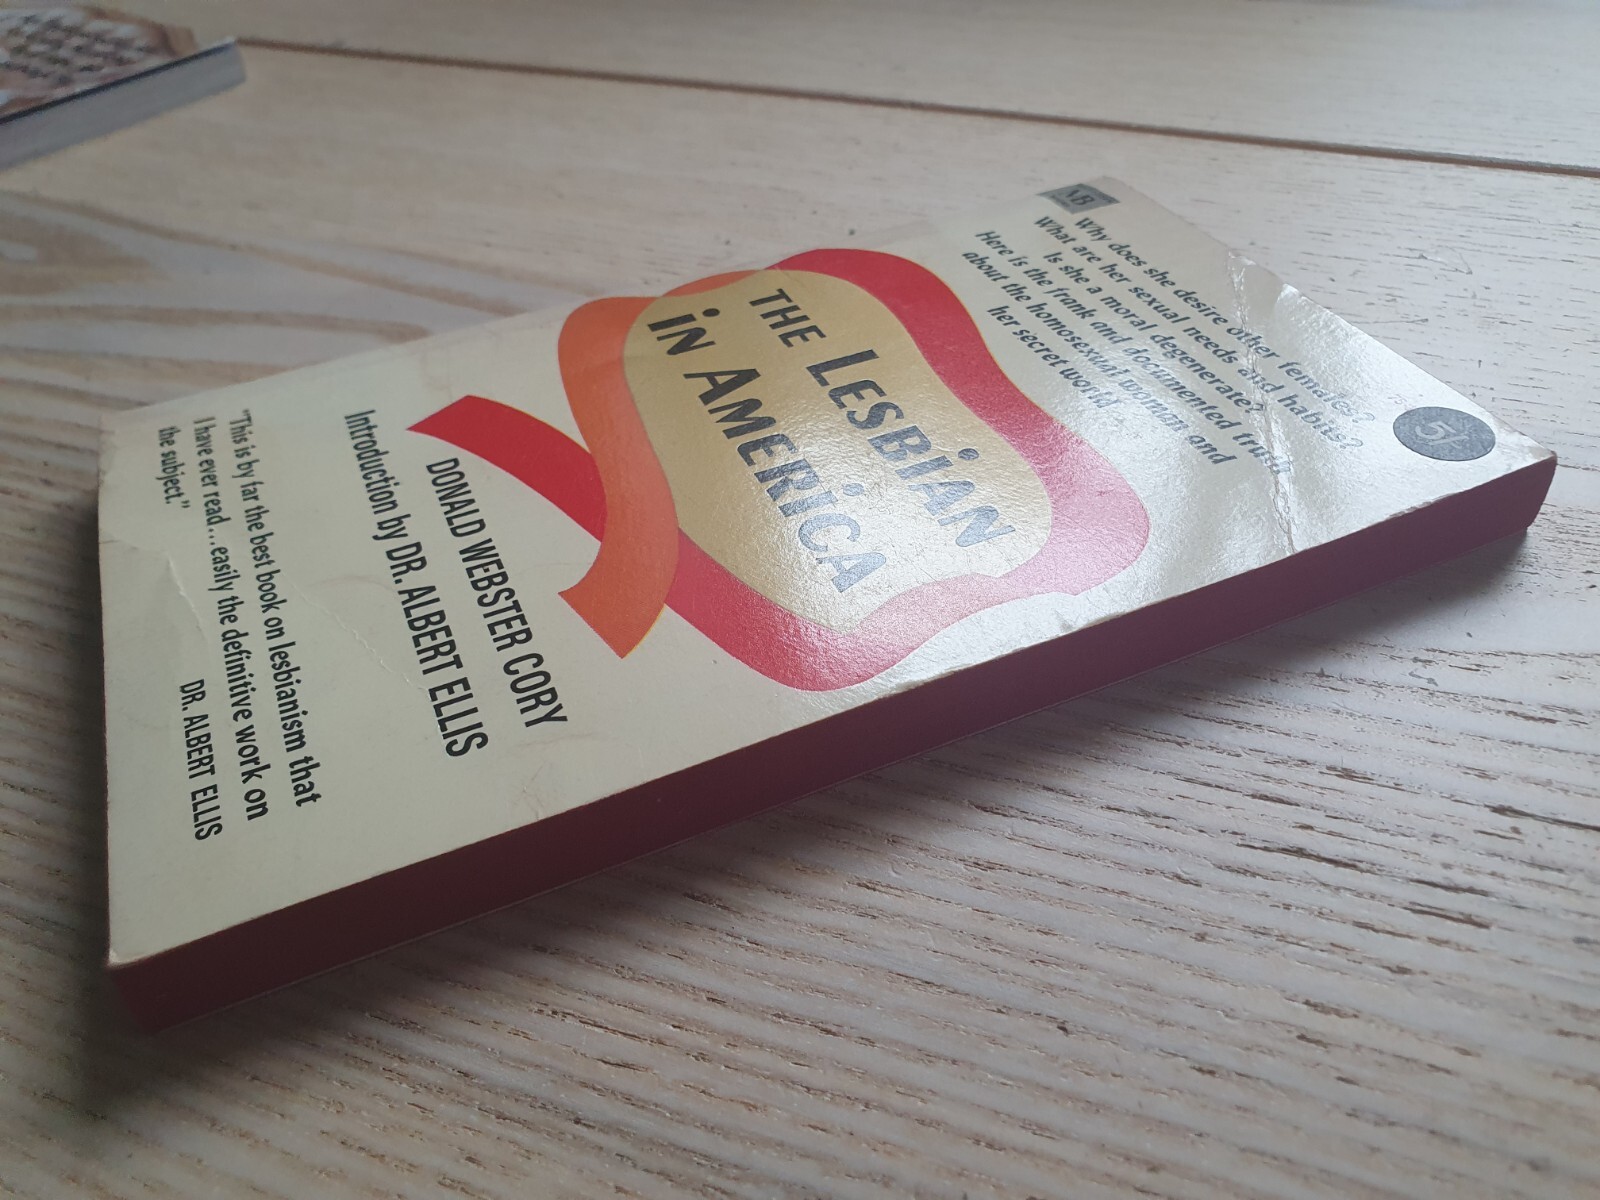 MB
Why does she desire other females?
What are her sexual needs and habits?
Is she a moral degenerate?
Here is the frank and documented truth
about the homosexual woman and
her secret world
5/-
THE LESBIAN
IN AMERICA
DONALD WEBSTER CORY
Introduction by DR. ALBERT ELLIS
"This is by far the best book on lesbianism that
I have ever read...easily the definitive work on
the subject."
DR. ALBERT ELLIS